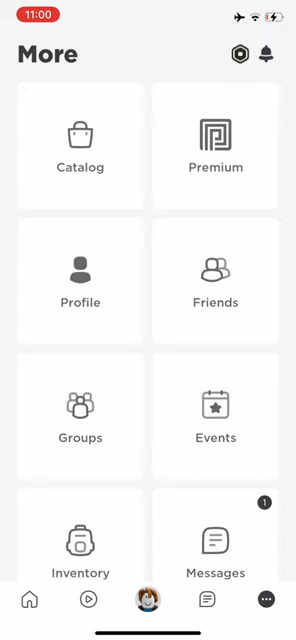 11:00
More
Catalog
Premium
Profile
Friends
Groups
Events
1
Inventory
Messages